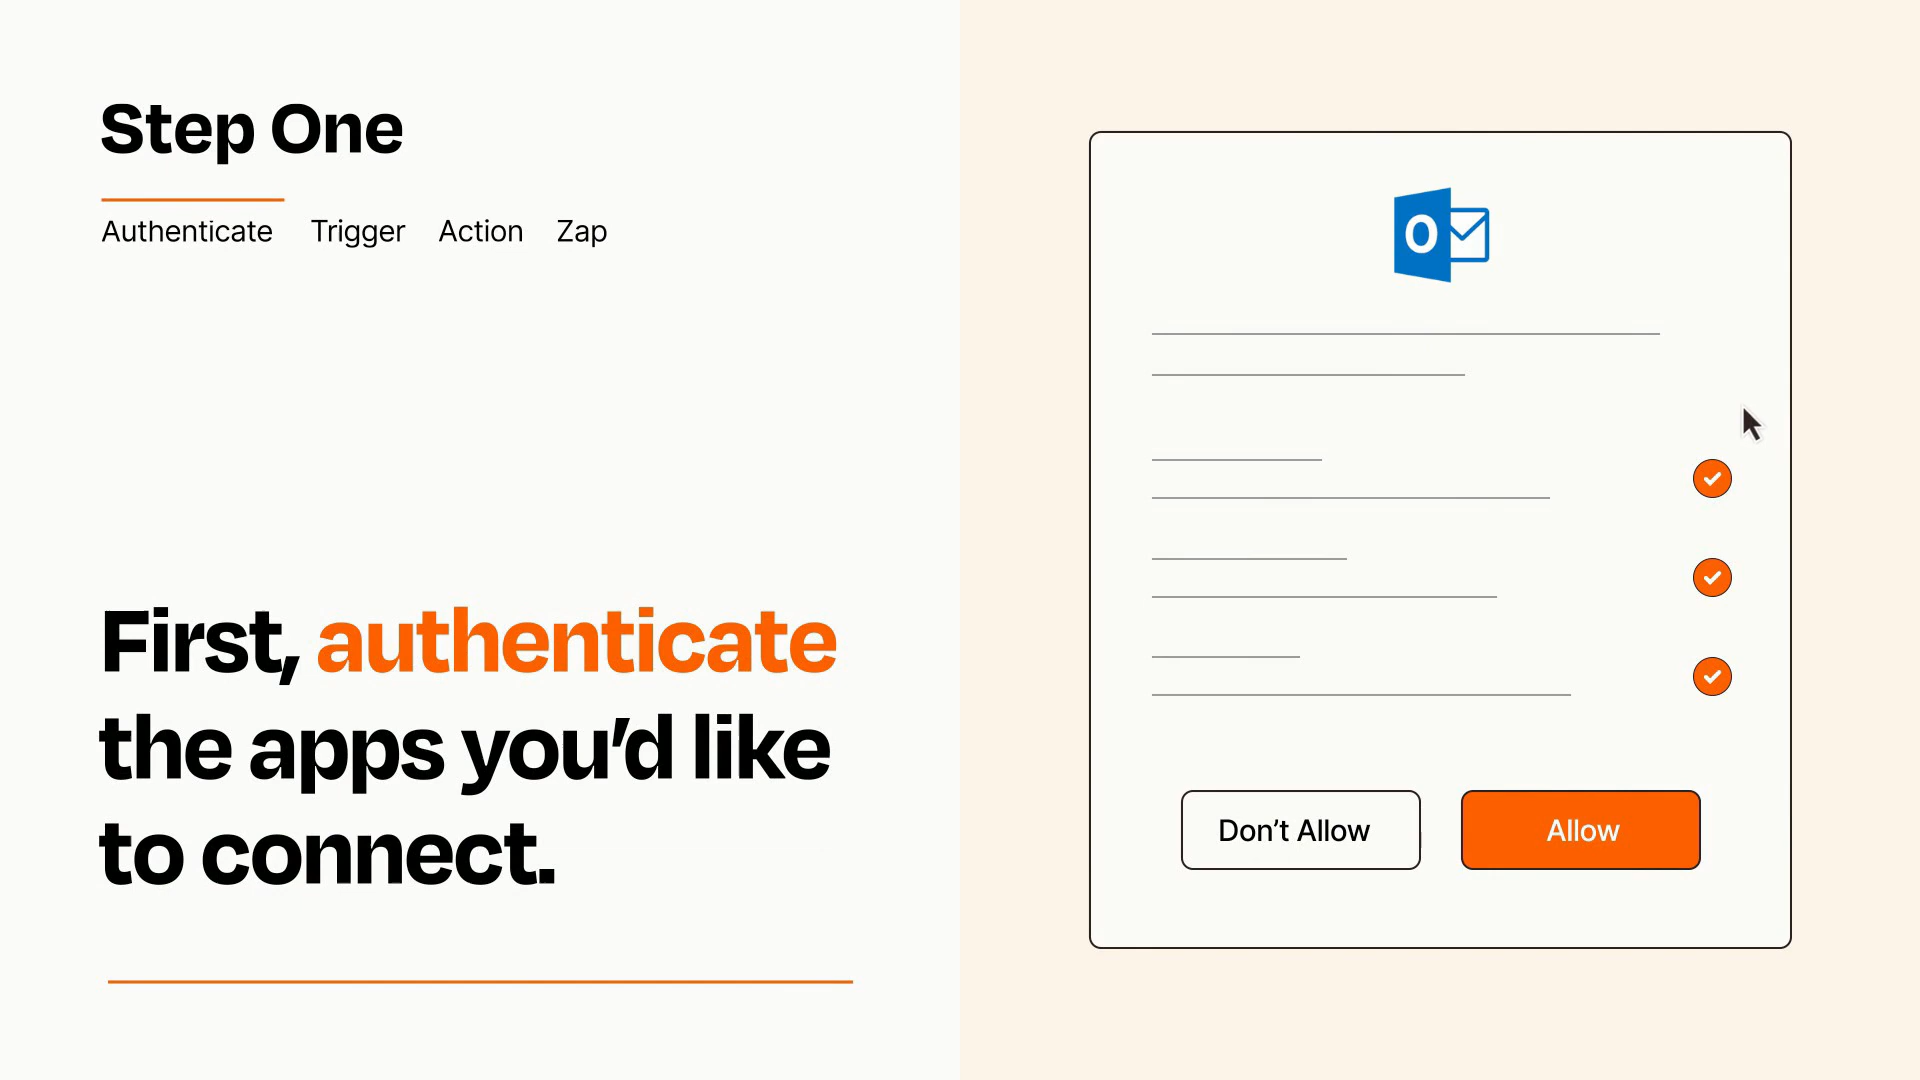 Step One
Authenticate Trigger Action Zap
First, authenticate
the apps you’d like
to connect.
O
Don’t Allow Allow